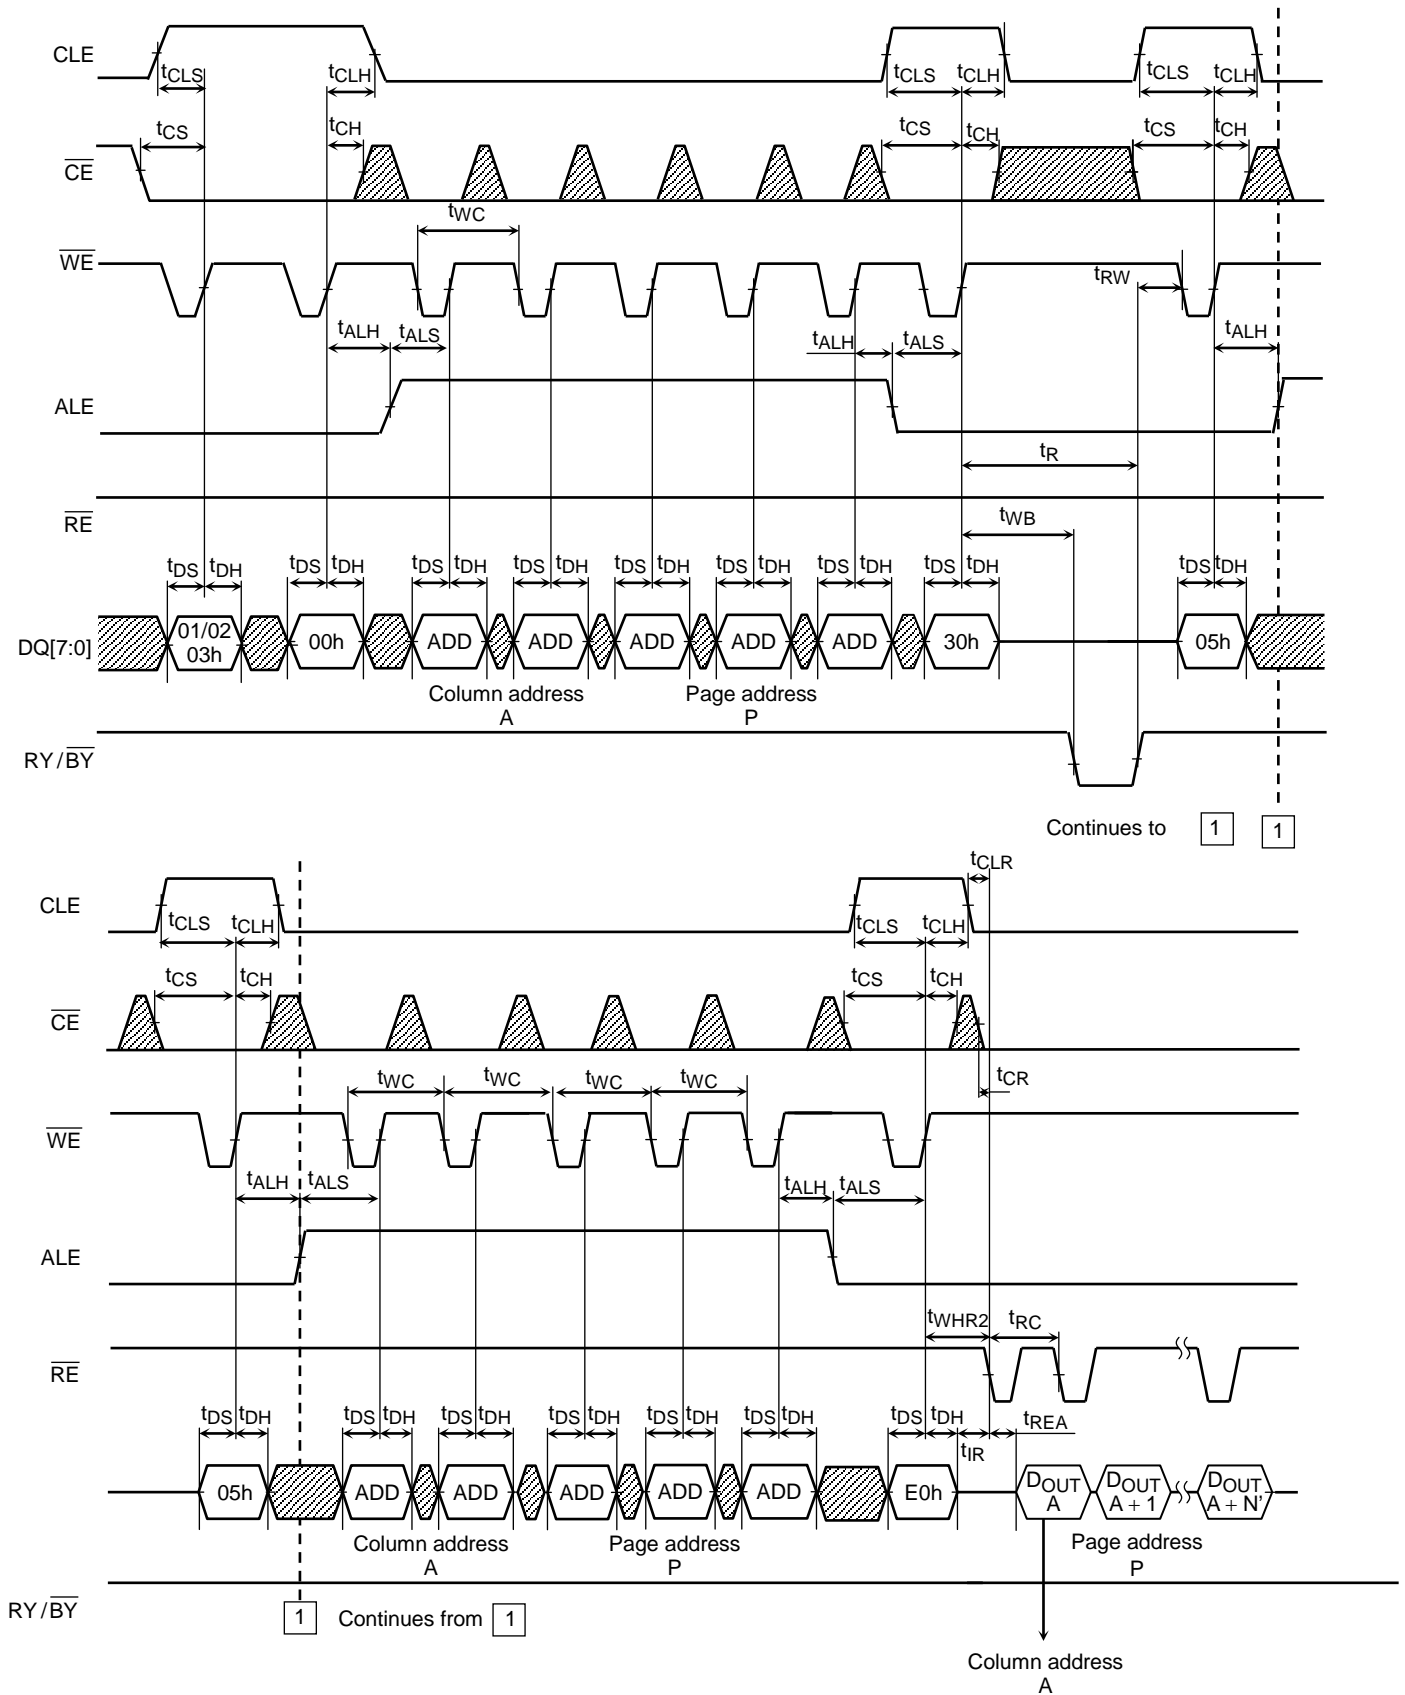 CLE
tCLS
tCLH
tCLS
tCLH
tCLS
tCLH
CE
tCS
tCH
tCS
tCH
tCS
tCH
tWC
WE
tRW
tALH
tALS
tALH
tALS
tALH
ALE
tR
RE
tWB
tDS tDH tDS tDH tDS tDH tDS tDH tDS tDH tDS tDH tDS tDH tDS tDH tDS tDH
DQ[7:0]
01/02
03h
00h
ADD
ADD
ADD
ADD
ADD
30h
05h
Column address
A
Page address
P
RY/BY
Continues to 1
1
tCLR
CLE
tCLS
tCLH
tCLS
tCLH
tCS
tCH
tCS
tCH
CE
tCR
tWC
tWC
tWC
tWC
WE
tALH
tALS
tALH
tALS
ALE
tWHR2
tRC
RE
tDS tDH tDS tDH tDS tDH tDS tDH tDS tDH tDS tDH tDS tDH
tREA
tIR
05h
ADD
ADD
ADD
ADD
ADD
E0h
DOUT
A
DOUT
A + 1
DOUT
A + N'
Column address
A
Page address
P
Page address
P
RY/BY
1
Continues from 1
Column address
A